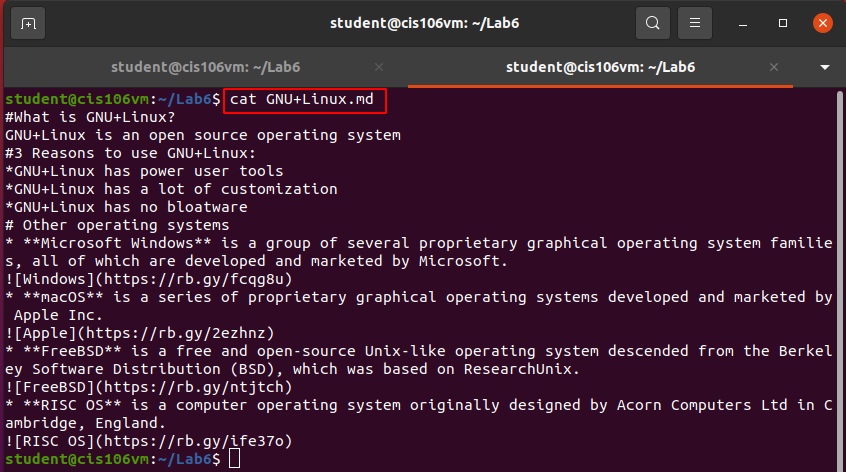 student@cis106vm: ~/Lab6
student@cis106vm: ~/Lab6
student@cis106vm: ~/Lab6
student@cis106vm:~/Lab6$ cat GNU+Linux.md
#What is GNU+Linux?
GNU+Linux is an open source operating system
#3 Reasons to use GNU+Linux:
*GNU+Linux has power user tools
*GNU+Linux has a lot of customization
*GNU+Linux has no bloatware
# Other operating systems
* **Microsoft Windows** is a group of several proprietary graphical operating system familie
s, all of which are developed and marketed by Microsoft.
![Windows](https://rb.gy/fcqg8u)
* **macOS** is a series of proprietary graphical operating systems developed and marketed by
 Apple Inc.
![Apple](https://rb.gy/2ezhnz)
* **FreeBSD** is a free and open-source Unix-like operating system descended from the Berkel
ey Software Distribution (BSD), which was based on ResearchUnix.
![FreeBSD](https://rb.gy/ntjtch)
* **RISC OS** is a computer operating system originally designed by Acorn Computers Ltd in C
ambridge, England.
![RISC OS](https://rb.gy/ife37o)
student@cis106vm:~/Lab6$